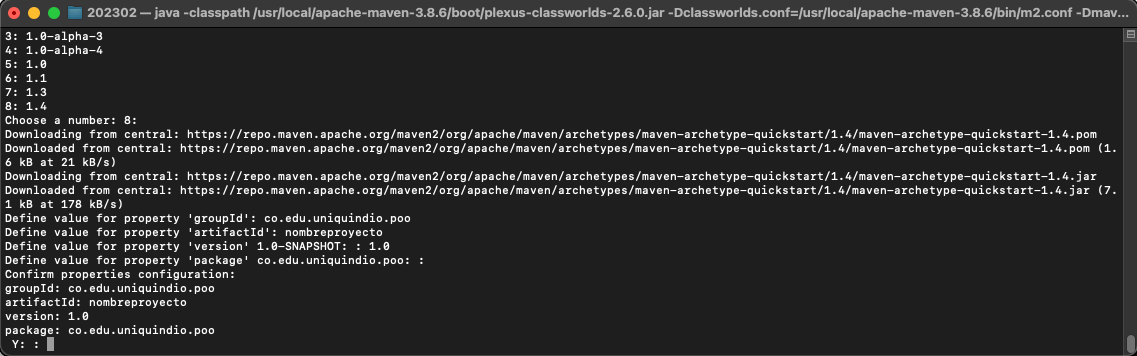 202302 — java -classpath /usr/local/apache-maven-3.8.6/boot/plexus-classworlds-2.6.0.jar -Dclassworlds.conf=/usr/local/apache-maven-3.8.6/bin/m2.conf -Dmav...
3: 1.0-alpha-3
4: 1.0-alpha-4
5: 1.0
6: 1.1
7: 1.3
8: 1.4
Choose a number: 8:
Downloading from central: https://repo.maven.apache.org/maven2/org/apache/maven/archetypes/maven-archetype-quickstart/1.4/maven-archetype-quickstart-1.4.pom
Downloaded from central: https://repo.maven.apache.org/maven2/org/apache/maven/archetypes/maven-archetype-quickstart/1.4/maven-archetype-quickstart-1.4.pom (1.
6 kB at 21 kB/s)
Downloading from central: https://repo.maven.apache.org/maven2/org/apache/maven/archetypes/maven-archetype-quickstart/1.4/maven-archetype-quickstart-1.4.jar
Downloaded from central: https://repo.maven.apache.org/maven2/org/apache/maven/archetypes/maven-archetype-quickstart/1.4/maven-archetype-quickstart-1.4.jar (7.
1 kB at 178 kB/s)
Define value for property 'groupId': co.edu.uniquindio.poo
Define value for property 'artifactId': nombreproyecto
Define value for property 'version' 1.0-SNAPSHOT: : 1.0
Define value for property 'package' co.edu.uniquindio.poo: :
Confirm properties configuration:
groupId: co.edu.uniquindio.poo
artifactId: nombreproyecto
version: 1.0
package: co.edu.uniquindio.poo
Y: :